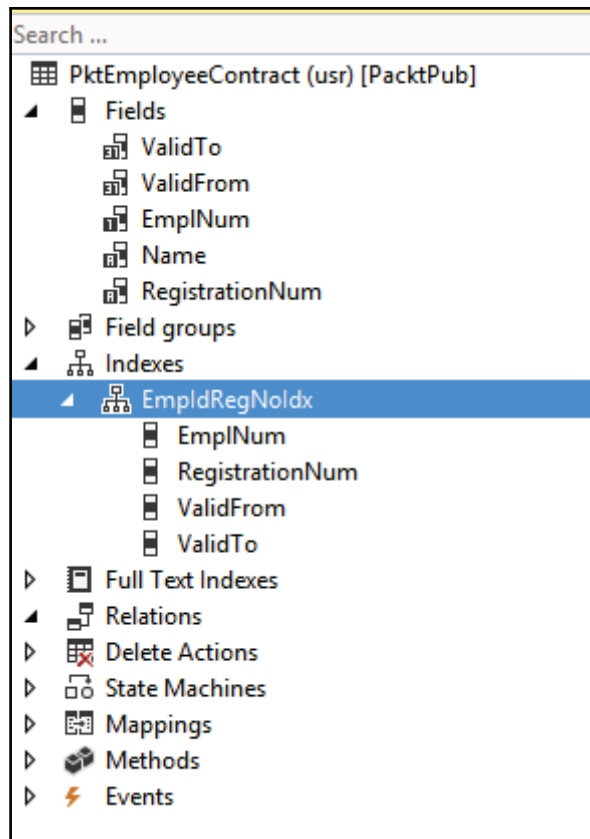 Search ...
PktEmployeeContract (usr) [PacktPub]
Fields
ValidTo
ValidFrom
EmplNum
Name
RegistrationNum
Field groups
Indexes
EmpIdRegNoIdx
EmplNum
RegistrationNum
ValidFrom
ValidTo
Full Text Indexes
Relations
Delete Actions
State Machines
Mappings
Methods
Events